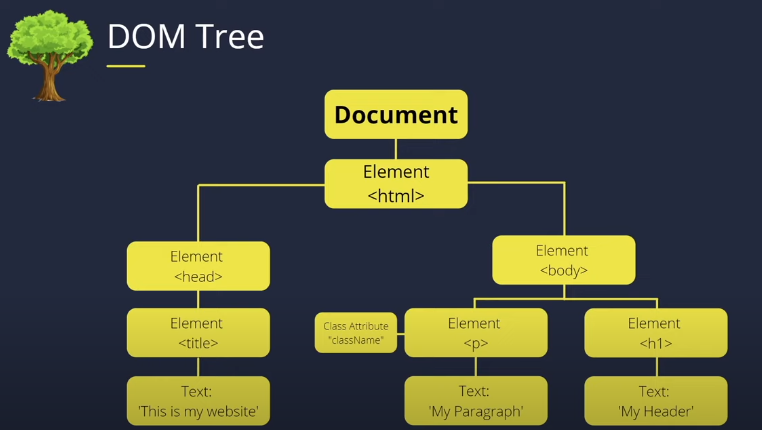 DOM Tree
Document
Element
<html>
Element
<head>
Element
<body>
Element
<title>
Class Attribute
"className"
Element
<p>
Element
<h1>
Text:
'This is my website'
Text:
'My Paragraph'
Text:
'My Header'